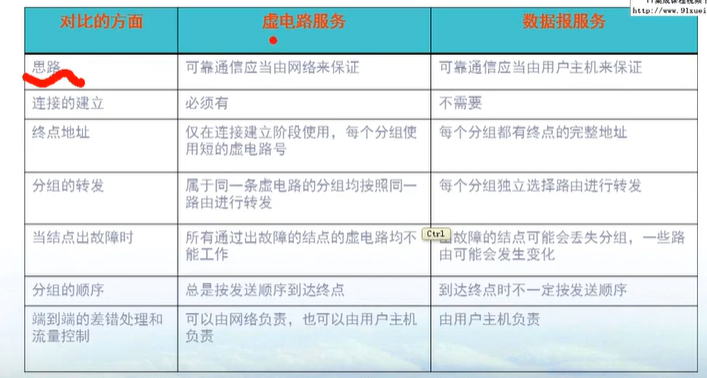 http://www.91xuei
对比的方面
虚电路服务
数据报服务
思路
可靠通信应当由网络来保证
可靠通信应当由用户主机来保证
连接的建立
必须有
不需要
终点地址
仅在连接建立阶段使用，每个分组使
用短的虚电路号
每个分组都有终点的完整地址
分组的转发
属于同一条虚电路的分组均按照同一
路由进行转发
每个分组独立选择路由进行转发
当结点出故障时
所有通过出故障的结点的虚电路均不
能工作
Ctrl
故障的结点可能会丢失分组，一些路
由可能会发生变化
分组的顺序
总是按发送顺序到达终点
到达终点时不一定按发送顺序
端到端的差错处理和
流量控制
可以由网络负责，也可以由用户主机
负责
由用户主机负责